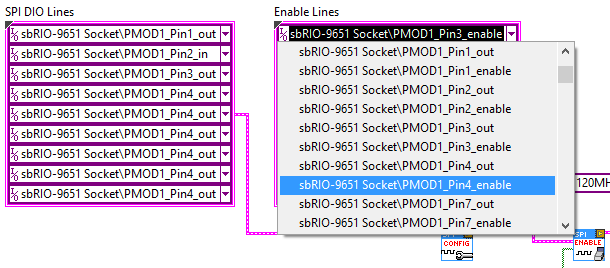 SPI DIO Lines
sbRIO-9651 Socket\PMOD1_Pin1_out
sbRIO-9651 Socket\PMOD1_Pin2_in
sbRIO-9651 Socket\PMOD1_Pin3_out
sbRIO-9651 Socket\PMOD1_Pin4_out
sbRIO-9651 Socket\PMOD1_Pin4_out
sbRIO-9651 Socket\PMOD1_Pin4_out
sbRIO-9651 Socket\PMOD1_Pin4_out
sbRIO-9651 Socket\PMOD1_Pin4_out
sbRIO-9651 Socket\PMOD1_Pin4_out
Enable Lines
sbRIO-9651 Socket\PMOD1_Pin3_enable
sbRIO-9651 Socket\PMOD1_Pin1_out
sbRIO-9651 Socket\PMOD1_Pin1_enable
sbRIO-9651 Socket\PMOD1_Pin2_out
sbRIO-9651 Socket\PMOD1_Pin2_enable
sbRIO-9651 Socket\PMOD1_Pin3_out
sbRIO-9651 Socket\PMOD1_Pin3_enable
sbRIO-9651 Socket\PMOD1_Pin4_out
sbRIO-9651 Socket\PMOD1_Pin4_enable
sbRIO-9651 Socket\PMOD1_Pin7_out
sbRIO-9651 Socket\PMOD1_Pin7_enable
120MH
CONFIG
SPI
ENABLE